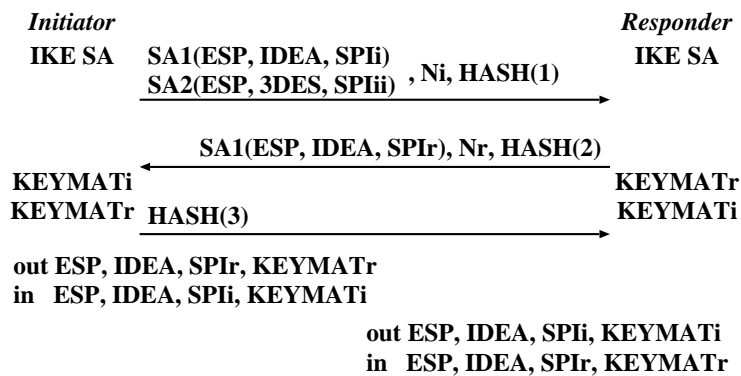 Initiator Responder
IKE SA SA1(ESP, IDEA, SPIi) IKE SA
SA2(ESP, 3DES, SPIii) , Ni, HASH(1)
SA1(ESP, IDEA, SPIr), Nr, HASH(2)
KEYMATi KEYMATr
KEYMATr HASH(3) KEYMATi
out ESP, IDEA, SPIr, KEYMATr
in ESP, IDEA, SPIi, KEYMATi
out ESP, IDEA, SPIi, KEYMATi
in ESP, IDEA, SPIr, KEYMATr